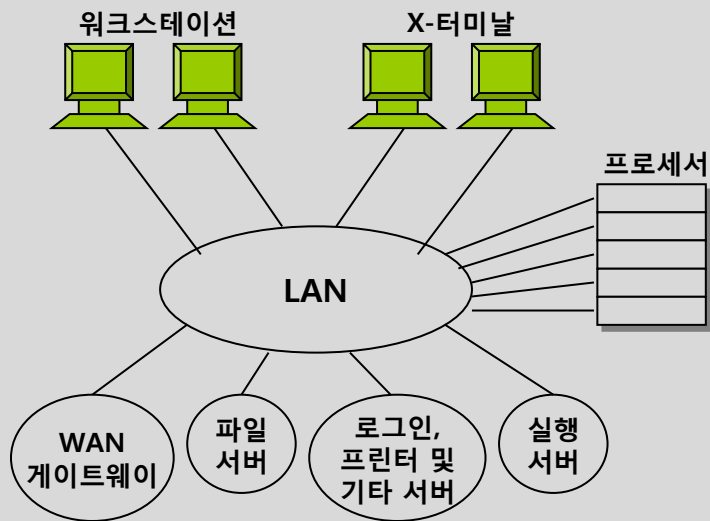 워크스테이션
X-터미날
프로세서
LAN
WAN
게이트웨이
파일
서버
로그인,
프린터 및
기타 서버
실행
서버